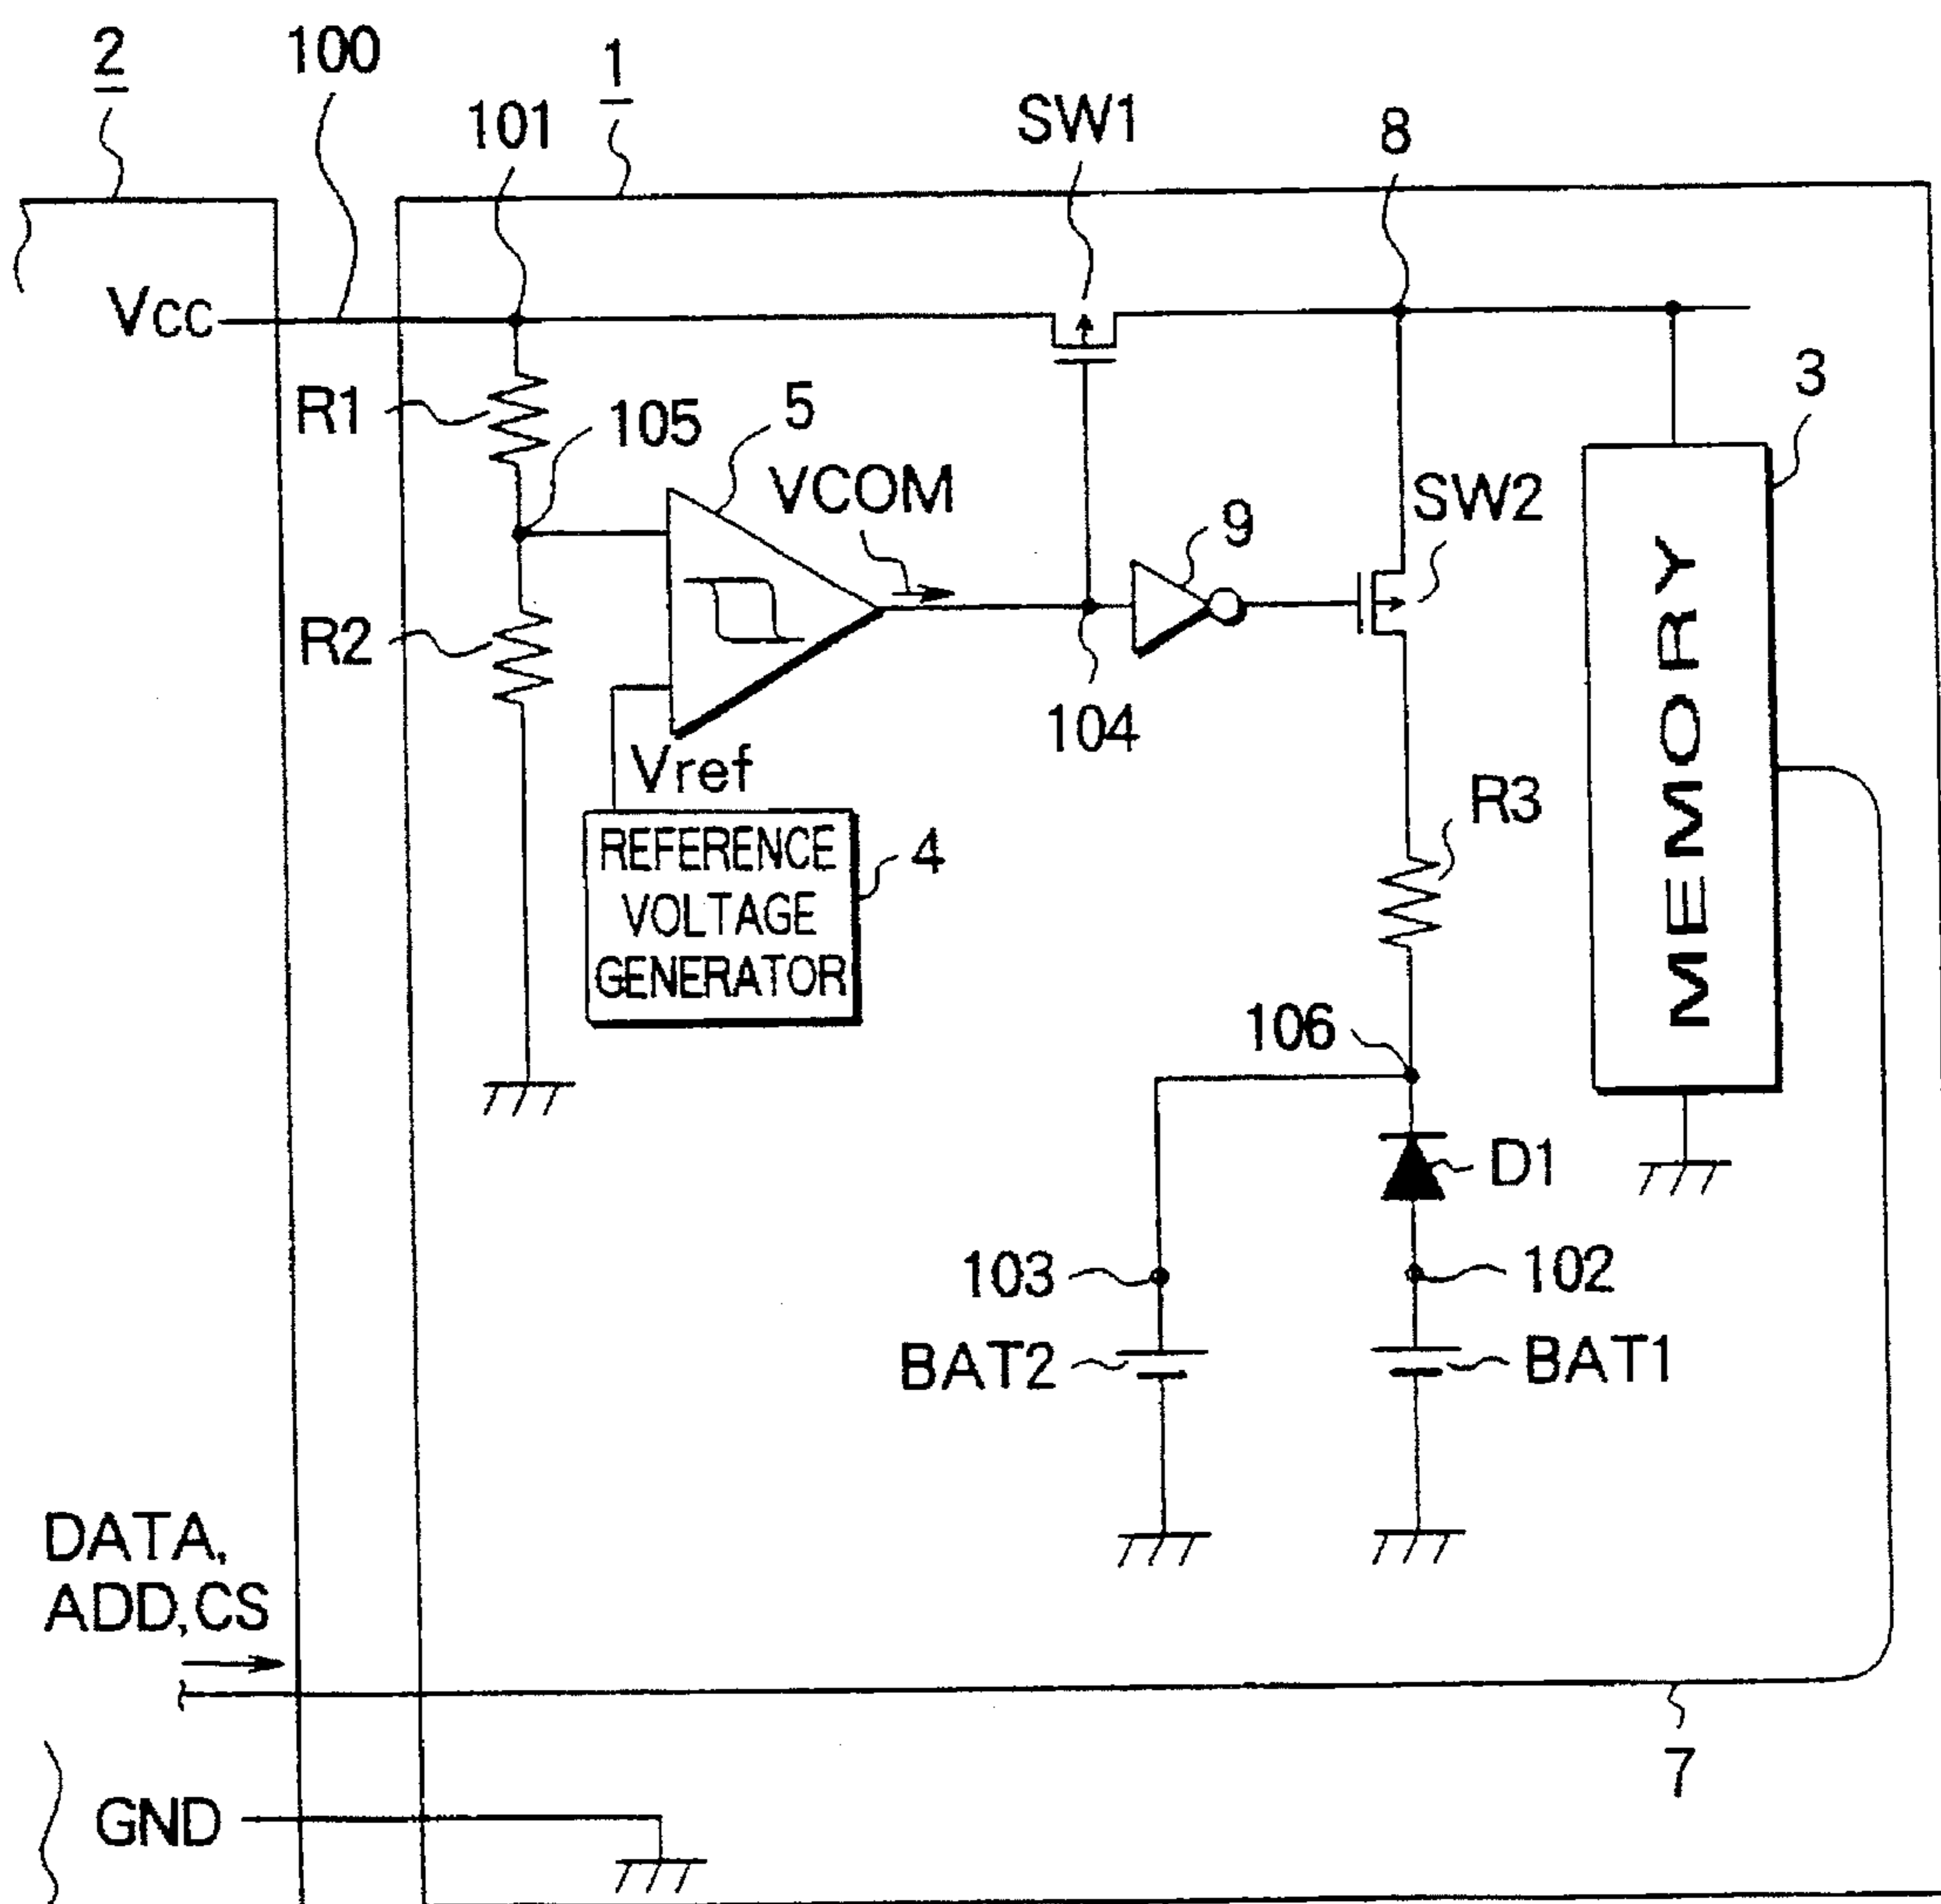 2
100
1
101
SW1
8
VCC
R1
105
5
VCOM
3
SW2
9
R2
104
Vref
R3
REFERENCE
VOLTAGE
GENERATOR
4
MEMORY
106
D1
103
102
BAT2
BAT1
DATA,
ADD,CS
7
GND